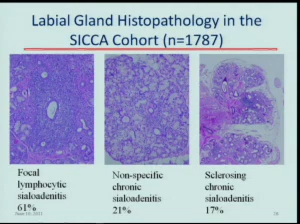 Labial Gland Histopathology in the
SICCA Cohort (n=1787)
Focal
lymphocytic
sialoadenitis
61%
Non-specific
chronic
sialoadenitis
21%
Sclerosing
chronic
sialoadenitis
17%